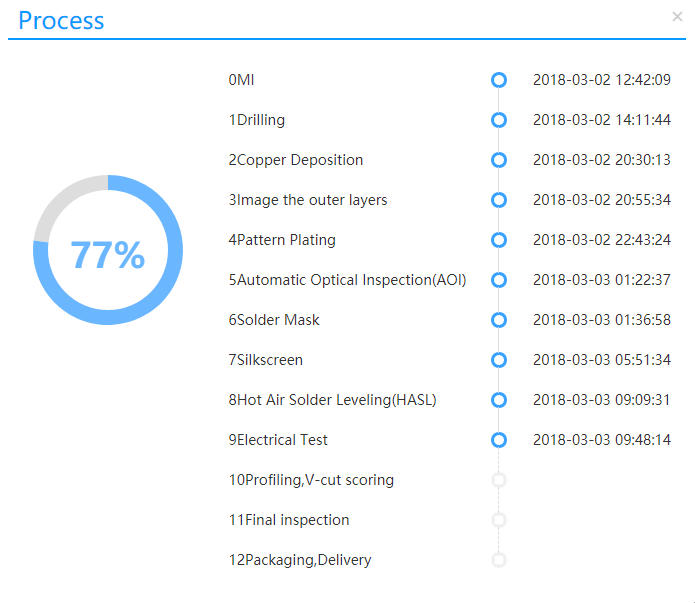 Process
77%
0MI 2018-03-02 12:42:09
1Drilling 2018-03-02 14:11:44
2Copper Deposition 2018-03-02 20:30:13
3Image the outer layers 2018-03-02 20:55:34
4Pattern Plating 2018-03-02 22:43:24
5Automatic Optical Inspection(AOI) 2018-03-03 01:22:37
6Solder Mask 2018-03-03 01:36:58
7Silkscreen 2018-03-03 05:51:34
8Hot Air Solder Leveling(HASL) 2018-03-03 09:09:31
9Electrical Test 2018-03-03 09:48:14
10Profiling,V-cut scoring
11Final inspection
12Packaging,Delivery